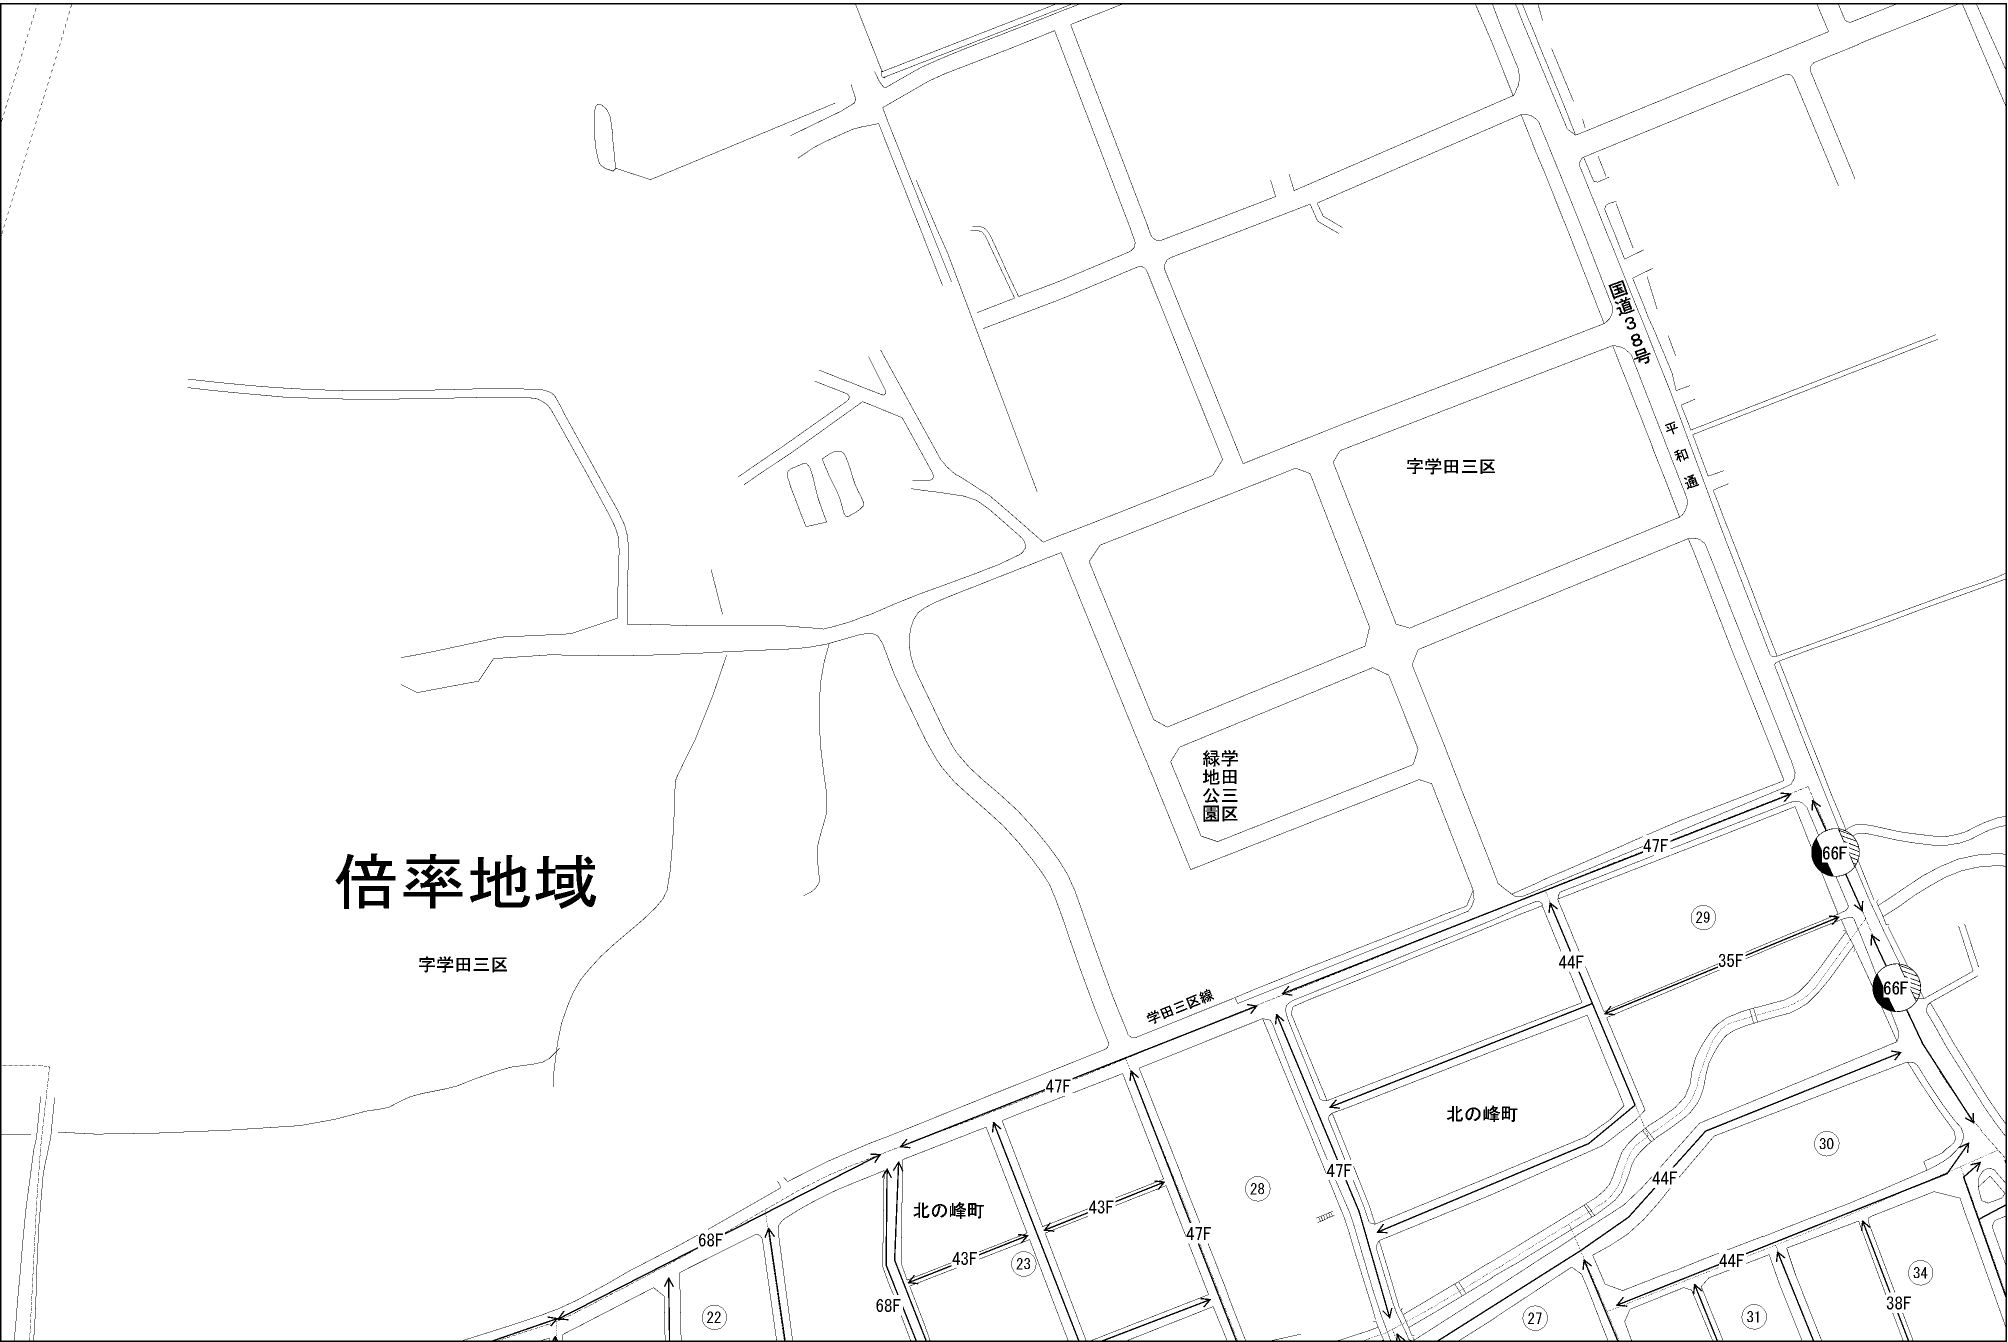 国道38号
平和通
字学田三区
学田三区
緑地公園
倍率地域
字学田三区
47F
66F
29
44F
35F
66F
学田三区線
47F
北の峰町
30
47F
44F
28
43F
北の峰町
47F
68F
43F
23
44F
34
68F
38F
22
27
31